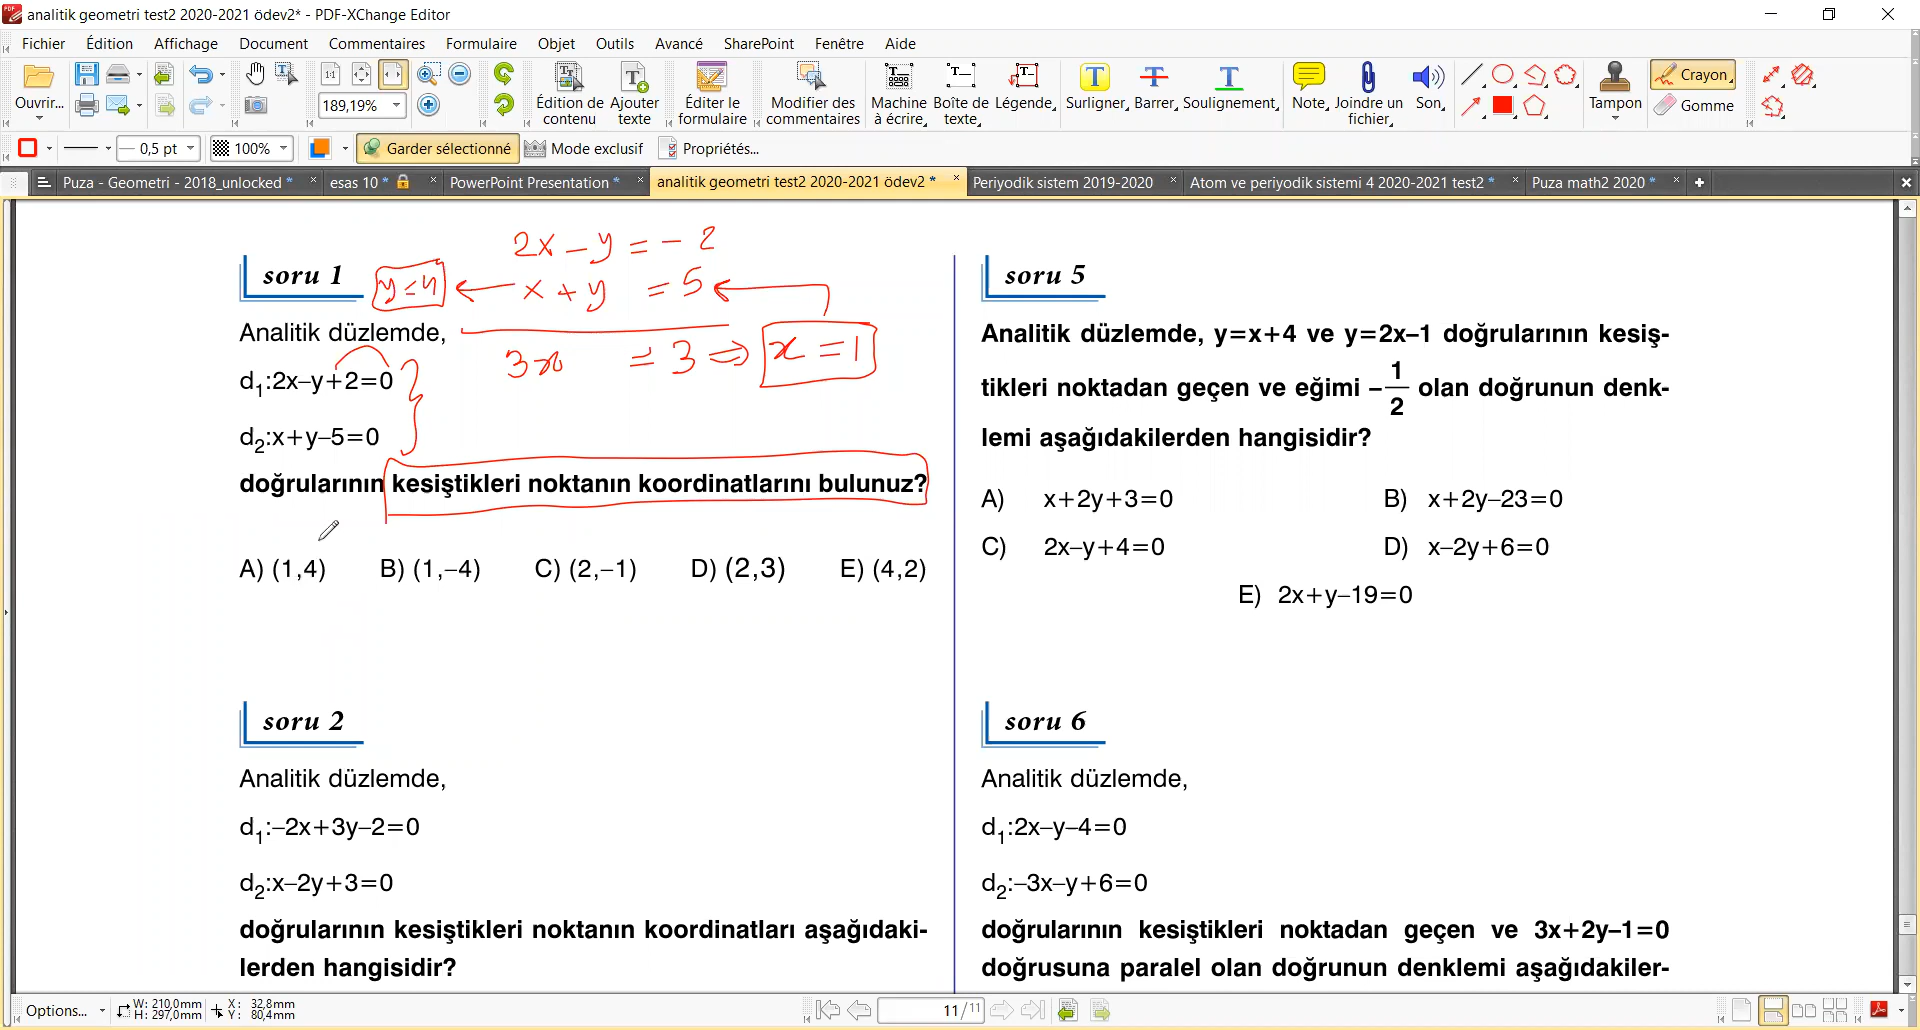 analitik geometri test2 2020-2021 ödev2* - PDF-XChange Editor
Fichier Édition Affichage Document Commentaires Formulaire Objet Outils Avancé SharePoint Fenêtre Aide
Ouvrir...
189,19%
Édition de contenu
Ajouter texte
Éditer le formulaire
Modifier des commentaires
Machine à écrire
Boîte de texte
Légende
Surligner
Barrer
Soulignement
Note
Joindre un fichier
Son
Tampon
Crayon
Gomme
0,5 pt 100% Garder sélectionné Mode exclusif Propriétés...
Puza - Geometri - 2018_unlocked * esas 10 * PowerPoint Presentation * analitik geometri test2 2020-2021 ödev2 * Periyodik sistem 2019-2020 Atom ve periyodik sistemi 4 2020-2021 test2 * Puza math2 2020 *
2x - y = - 2
soru 1
y = 4 ← x + y = 5
3x = 3 ⇒ x = 1
Analitik düzlemde,
d1:2x–y+2=0
d2:x+y–5=0
doğrularının kesiştikleri noktanın koordinatlarını bulunuz?
A) (1,4) B) (1,–4) C) (2,–1) D) (2,3) E) (4,2)
soru 2
Analitik düzlemde,
d1:–2x+3y–2=0
d2:x–2y+3=0
doğrularının kesiştikleri noktanın koordinatları aşağıdaki-
lerden hangisidir?
soru 5
Analitik düzlemde, y=x+4 ve y=2x–1 doğrularının kesiş-
tikleri noktadan geçen ve eğimi –1/2 olan doğrunun denk-
lemi aşağıdakilerden hangisidir?
A) x+2y+3=0 B) x+2y–23=0
C) 2x–y+4=0 D) x–2y+6=0
E) 2x+y–19=0
soru 6
Analitik düzlemde,
d1:2x–y–4=0
d2:–3x–y+6=0
doğrularının kesiştikleri noktadan geçen ve 3x+2y–1=0
doğrusuna paralel olan doğrunun denklemi aşağıdakiler-
Options... W: 210,0mm H: 297,0mm X: 32,8mm Y: 80,4mm 11/11